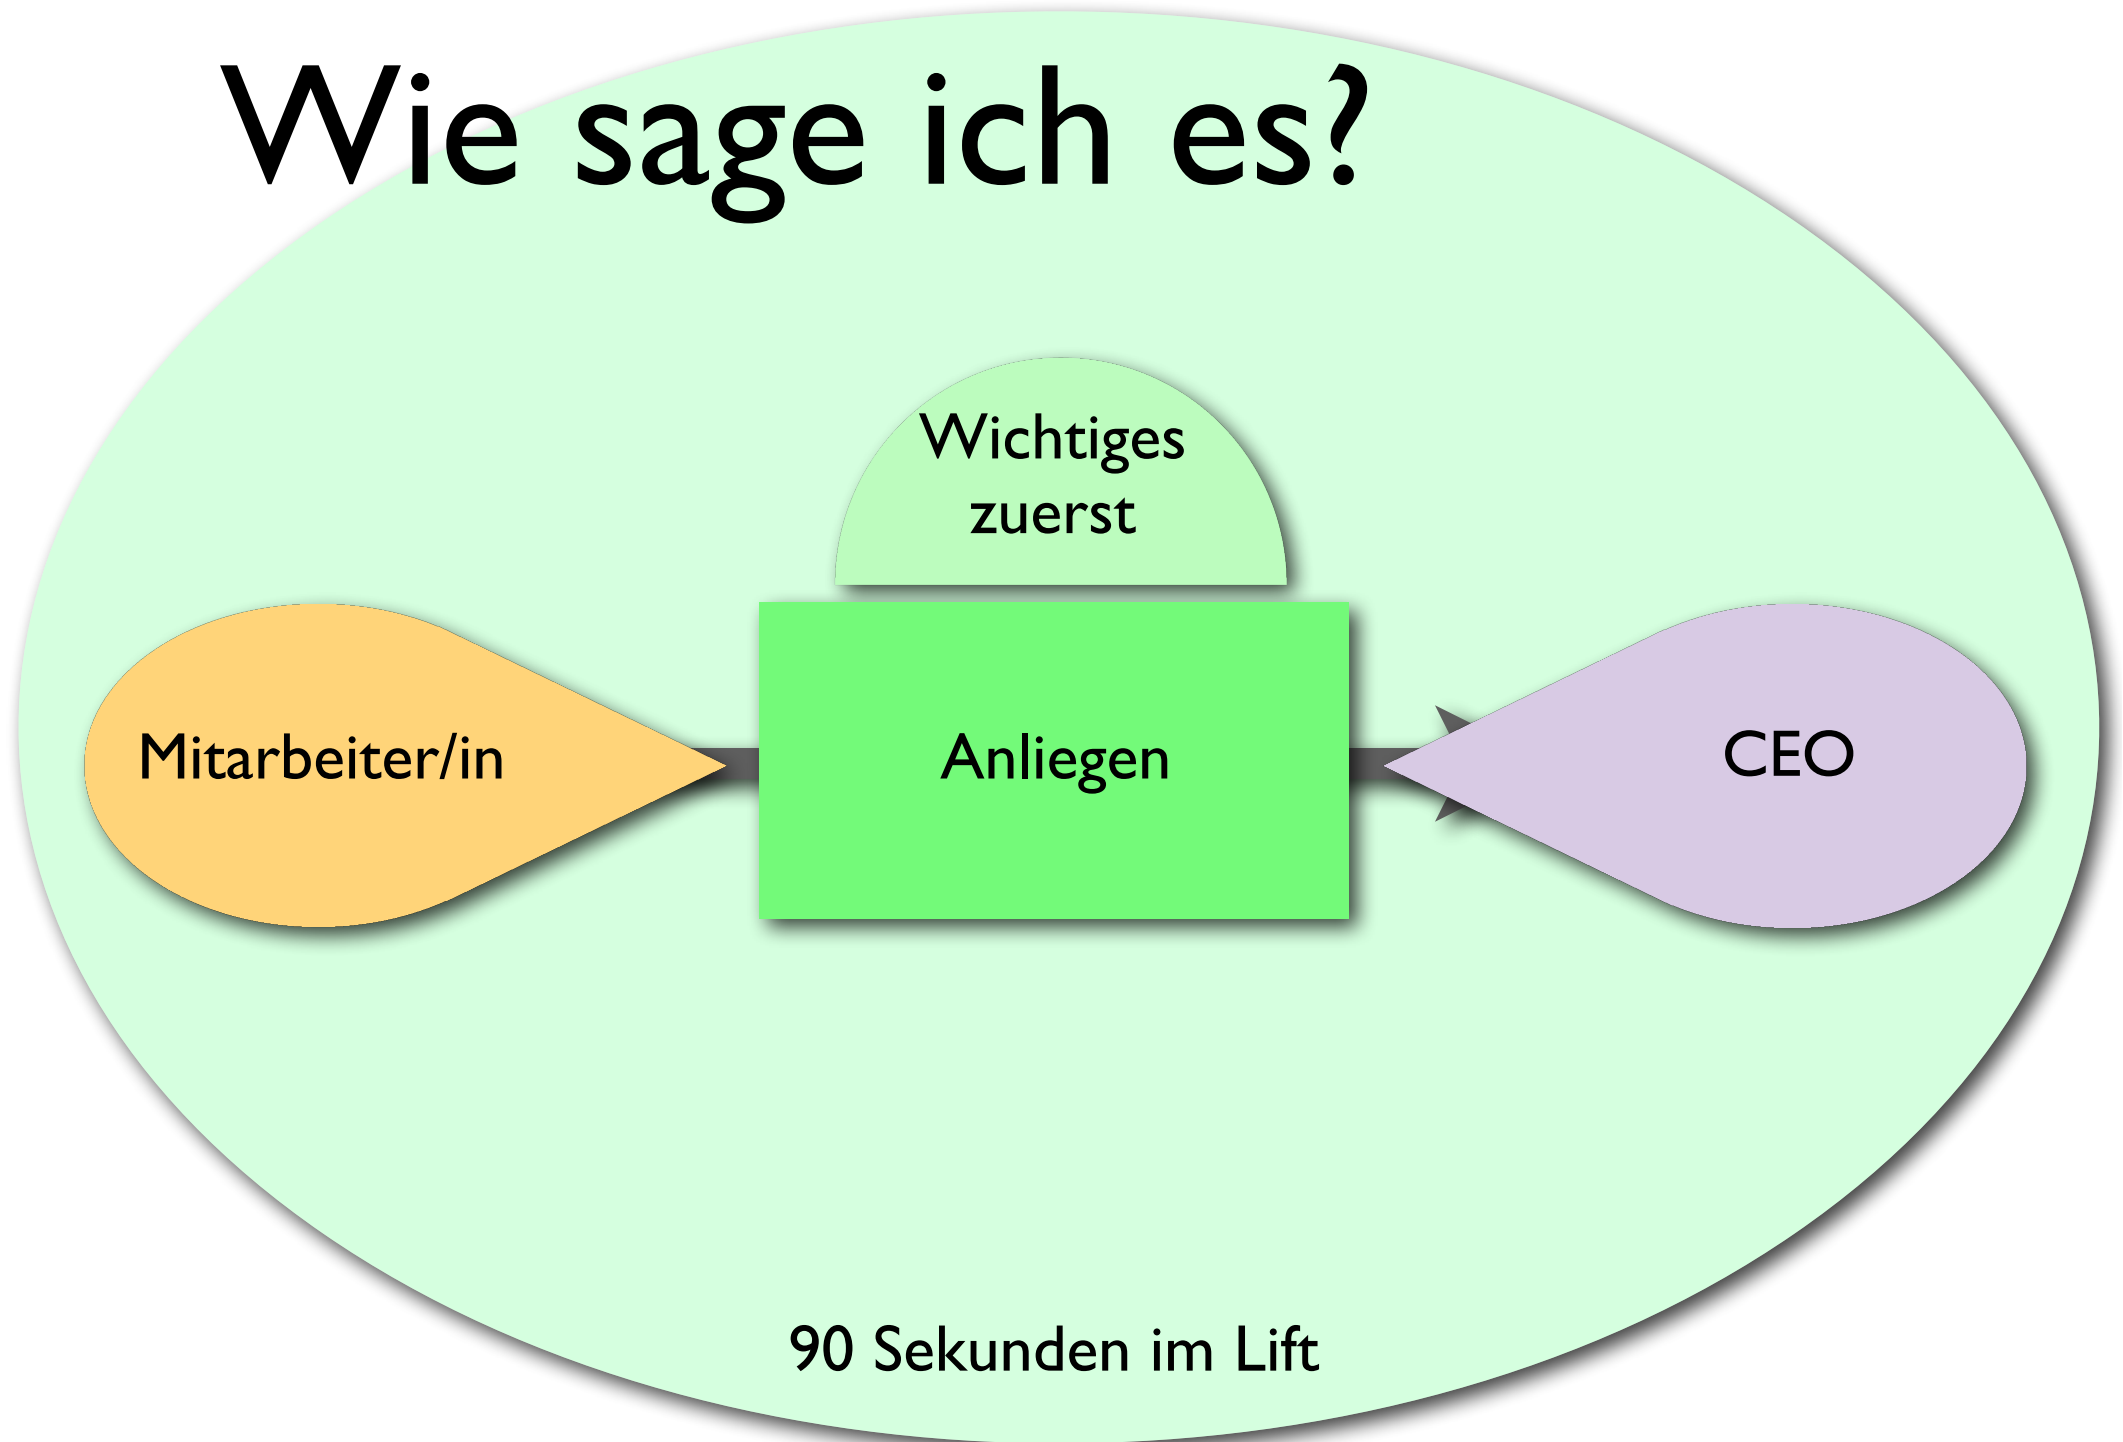 Wie sage ich es?
Wichtiges
zuerst
Mitarbeiter/in
Anliegen
CEO
90 Sekunden im Lift